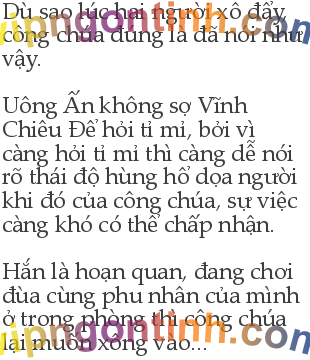 Dù sao lúc hai người xô đẩy,
công chúa đúng là đã nói như
vậy.
Uông Ấn không sợ Vĩnh
Chiêu Đế hỏi tỉ mỉ, bởi vì
càng hỏi tỉ mỉ thì càng dễ nói
rõ thái độ hùng hổ dọa người
khi đó của công chúa, sự việc
càng khó có thể chấp nhận.
Hắn là hoạn quan, đang chơi
đùa cùng phu nhân của mình
ở trong phòng thì công chúa
lại muốn xông vào...
vipngontinh.com
vipngontinh.com